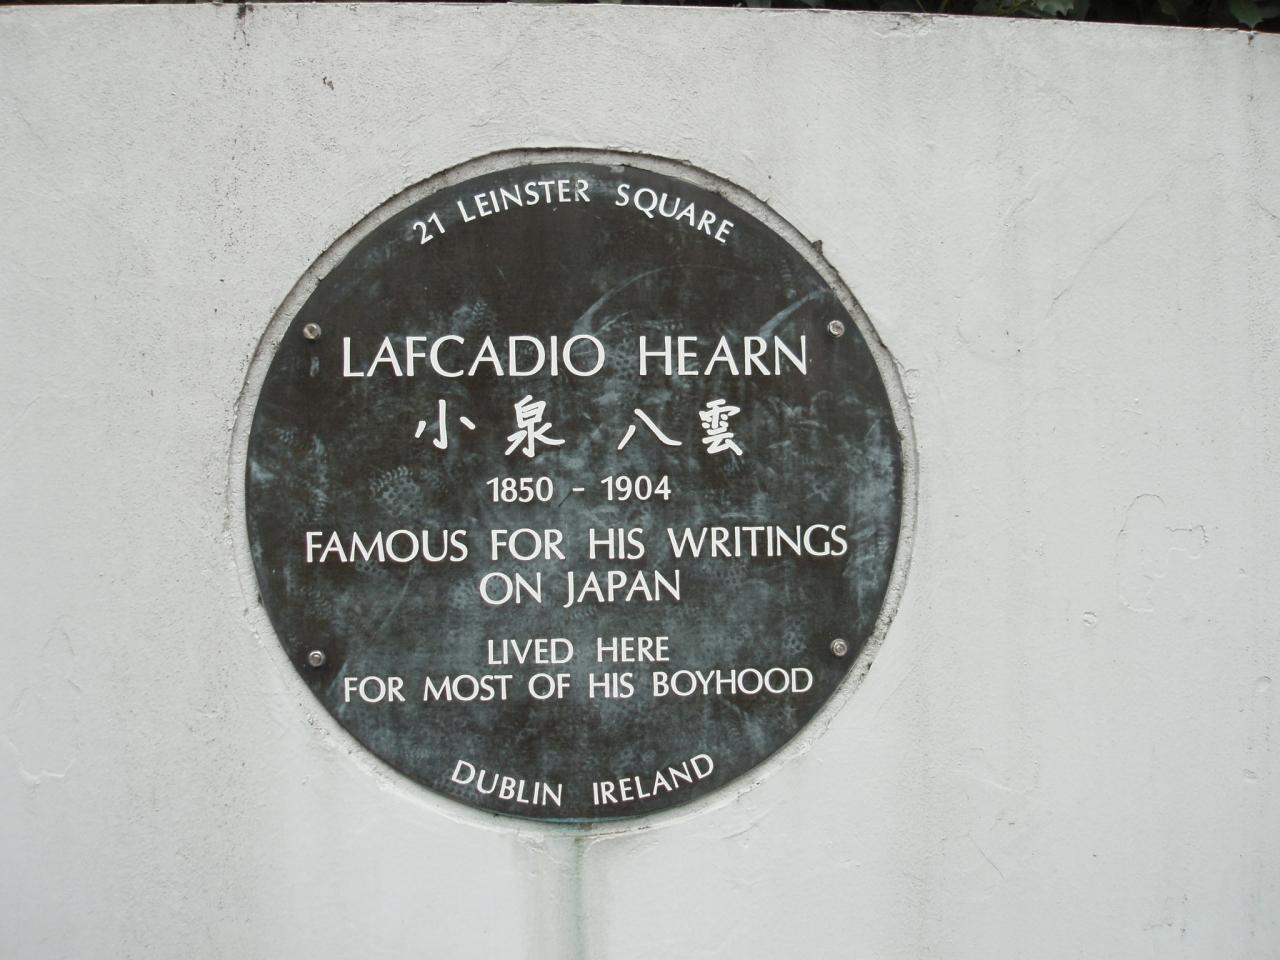 21 LEINSTER SQUARE
LAFCADIO HEARN
小泉 八雲
1850 - 1904
FAMOUS FOR HIS WRITINGS
ON JAPAN
LIVED HERE
FOR MOST OF HIS BOYHOOD
DUBLIN IRELAND